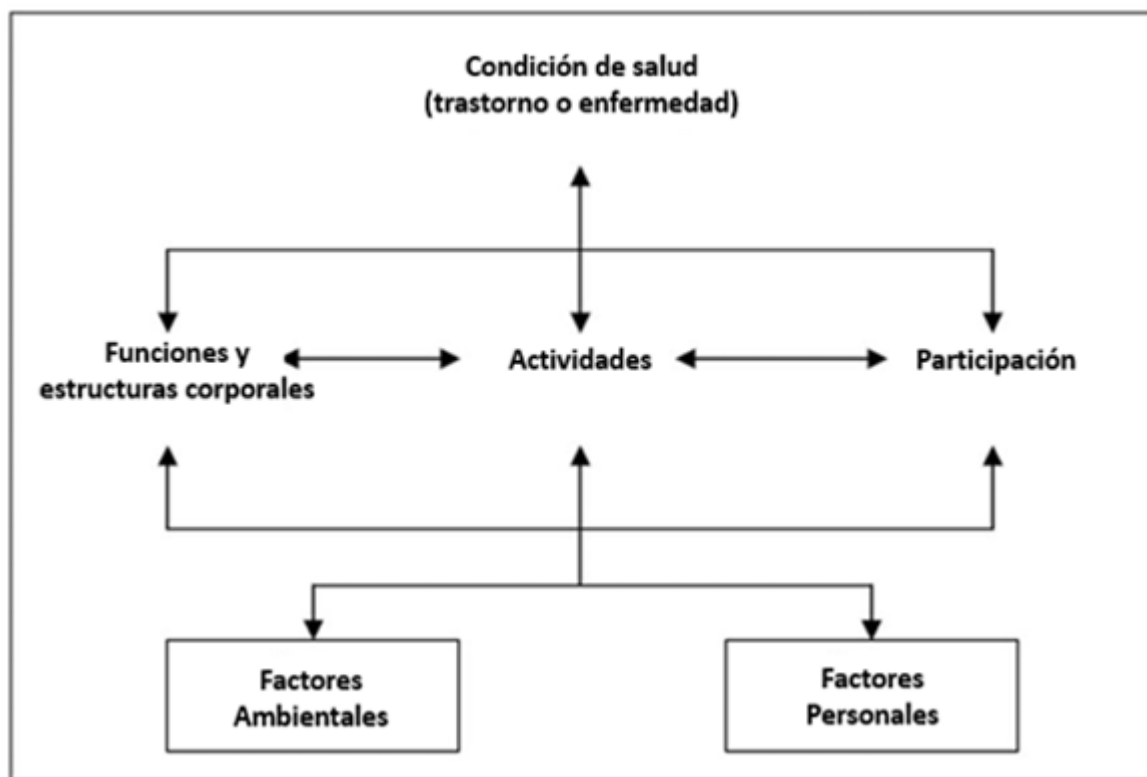 Condición de salud
(trastorno o enfermedad)
Funciones y
estructuras corporales
Actividades
Participación
Factores
Ambientales
Factores
Personales